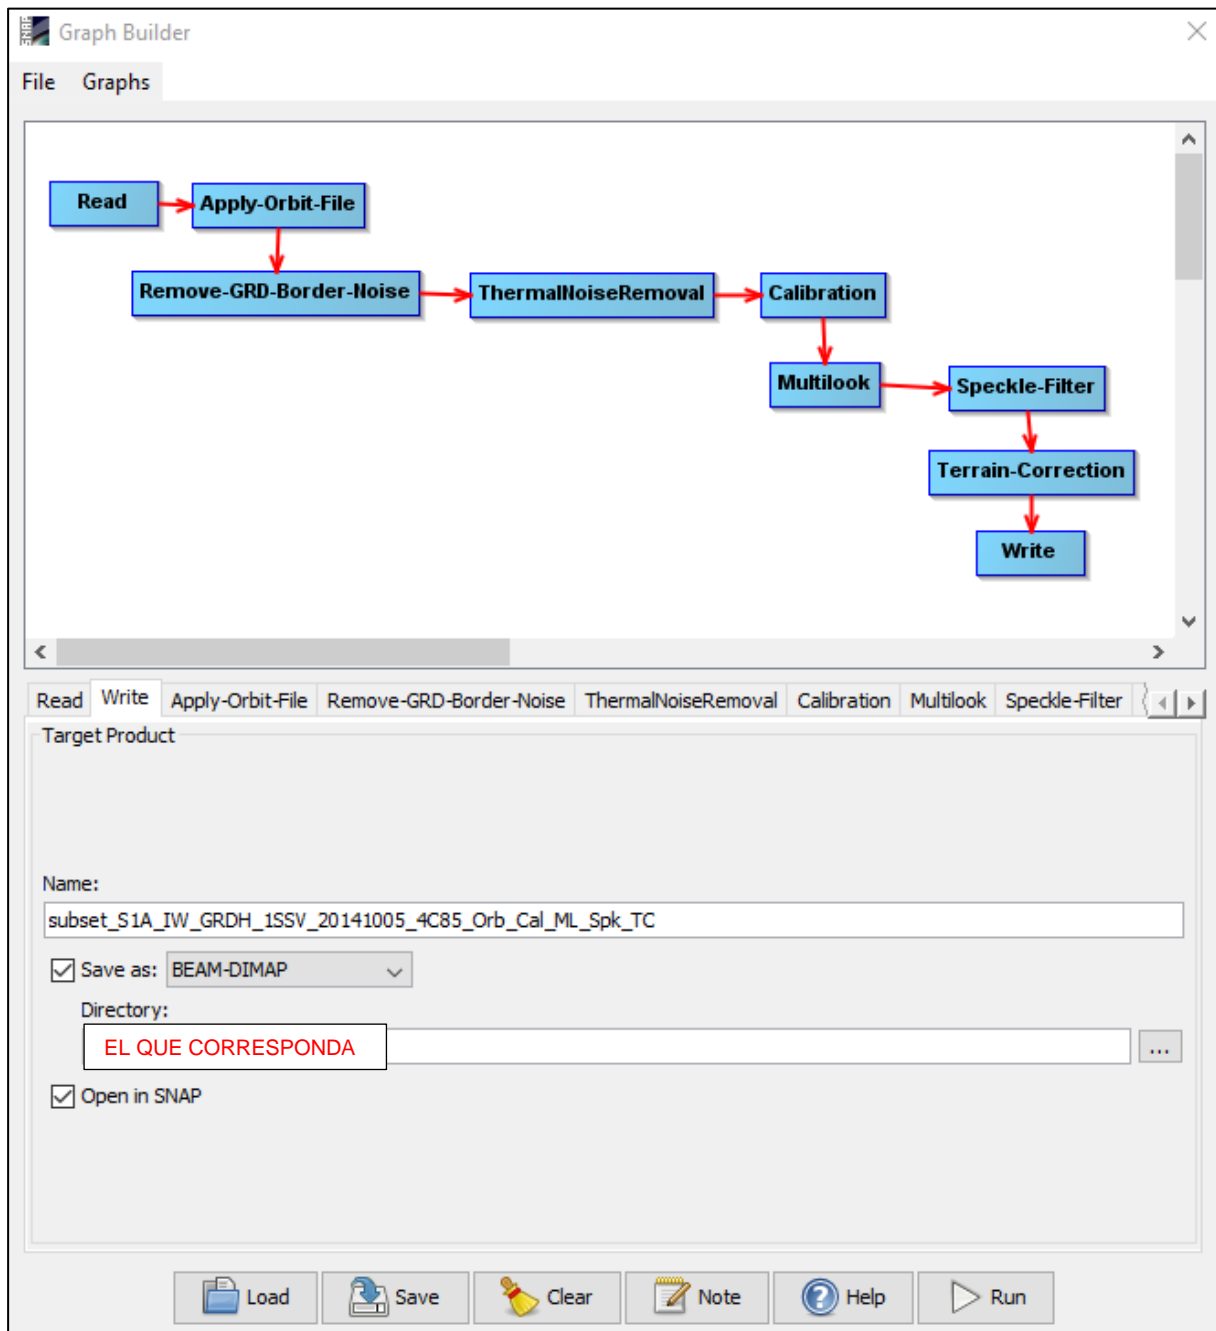 SNAP
Graph Builder
File Graphs
Read
Apply-Orbit-File
Remove-GRD-Border-Noise
ThermalNoiseRemoval
Calibration
Multilook
Speckle-Filter
Terrain-Correction
Write
Read Write Apply-Orbit-File Remove-GRD-Border-Noise ThermalNoiseRemoval Calibration Multilook Speckle-Filter
Target Product
Name:
subset_S1A_IW_GRDH_1SSV_20141005_4C85_Orb_Cal_ML_Spk_TC
Save as: BEAM-DIMAP
Directory:
EL QUE CORRESPONDA
...
Open in SNAP
Load Save Clear Note Help Run